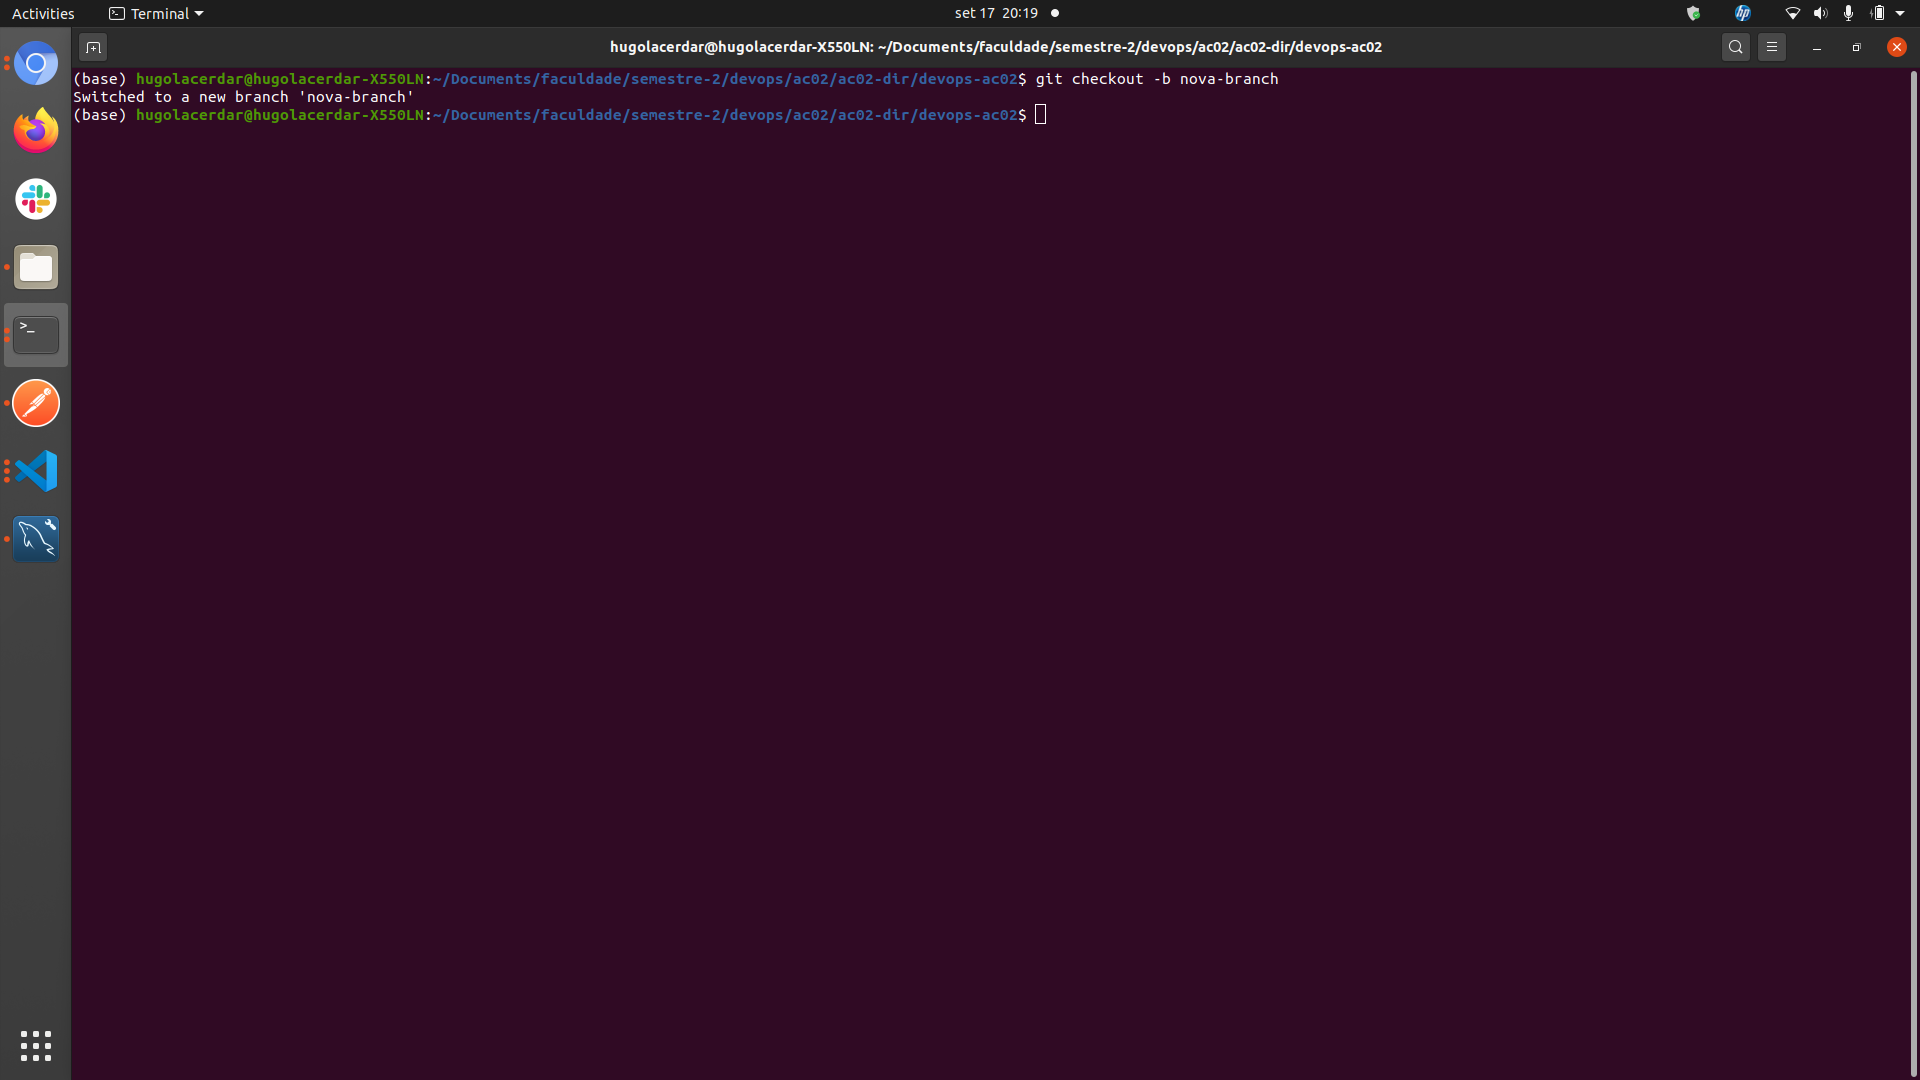 Activities Terminal set 17 20:19 hp
hugolacerdar@hugolacerdar-X550LN: ~/Documents/faculdade/semestre-2/devops/ac02/ac02-dir/devops-ac02
(base) hugolacerdar@hugolacerdar-X550LN:~/Documents/faculdade/semestre-2/devops/ac02/ac02-dir/devops-ac02$ git checkout -b nova-branch
Switched to a new branch 'nova-branch'
(base) hugolacerdar@hugolacerdar-X550LN:~/Documents/faculdade/semestre-2/devops/ac02/ac02-dir/devops-ac02$
>_